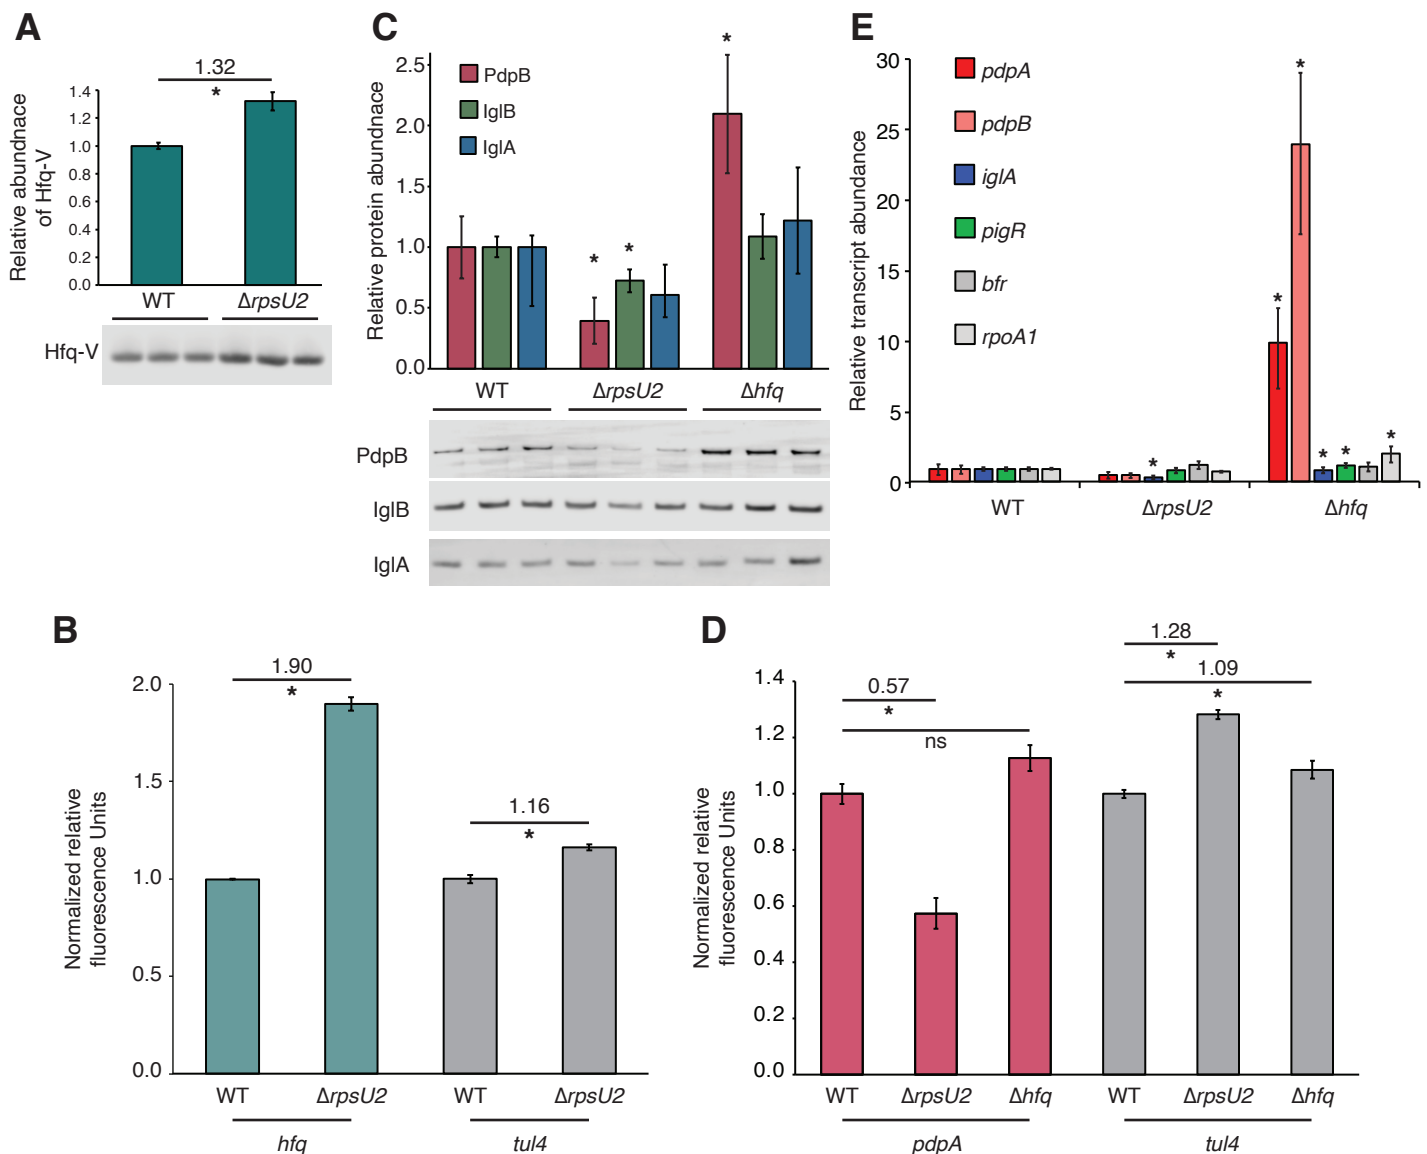 A
1.32
*
Relative abundnace
of Hfq-V
1.4
1.2
1.0
0.8
0.6
0.4
0.2
0.0
WT
ΔrpsU2
Hfq-V
C
Relative protein abundnace
2.5
2.0
1.5
1.0
0.5
0.0
PdpB
IglB
IglA
*
*
*
WT
ΔrpsU2
Δhfq
PdpB
IglB
IglA
E
Relative transcript abundance
30
25
20
15
10
5
0
pdpA
pdpB
iglA
pigR
bfr
rpoA1
*
*
*
*
*
*
WT
ΔrpsU2
Δhfq
B
Normalized relative
fluorescence Units
2.0
1.5
1.0
0.5
0.0
1.90
*
1.16
*
WT
ΔrpsU2
WT
ΔrpsU2
hfq
tul4
D
Normalized relative
fluorescence Units
1.4
1.2
1.0
0.8
0.6
0.4
0.2
0.0
0.57
*
ns
1.28
*
1.09
*
WT
ΔrpsU2
Δhfq
WT
ΔrpsU2
Δhfq
pdpA
tul4